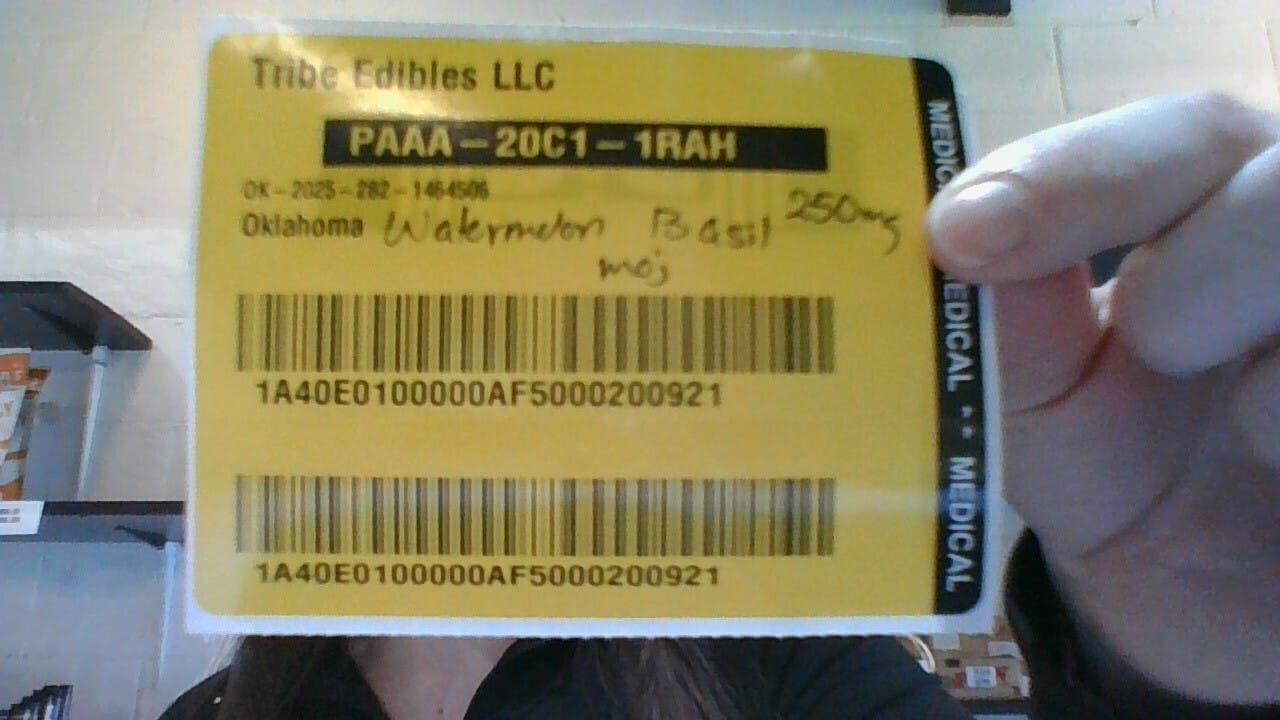 Tribe Edibles LLC
PAAA-20C1-1RAH
OK-2025-282-1464506
Oklahoma Watermelon Basil 250mg
moj
1A40E0100000AF5000200921
1A40E0100000AF5000200921
MEDICAL ** MEDICAL